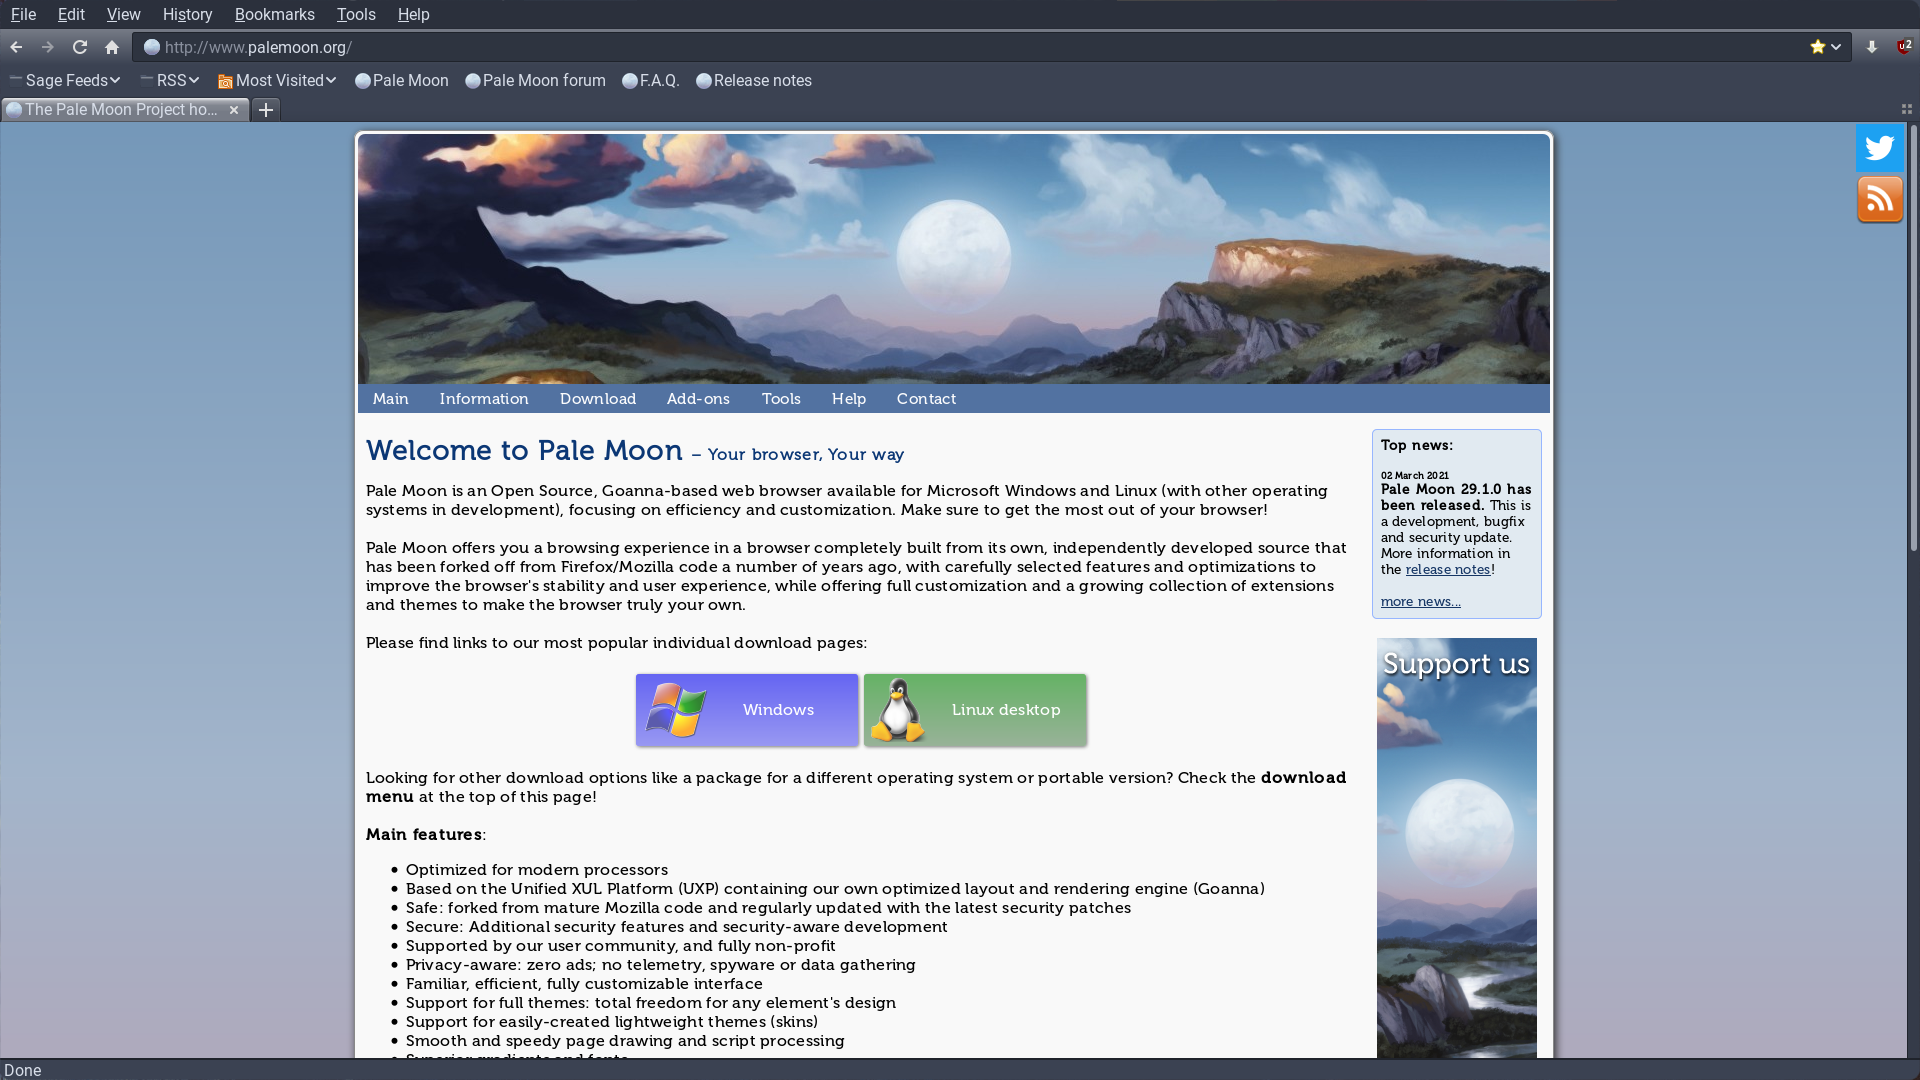 File Edit View History Bookmarks Tools Help
http://www.palemoon.org/
2
Sage Feeds RSS Most Visited Pale Moon Pale Moon forum F.A.Q. Release notes
The Pale Moon Project ho...
Main Information Download Add-ons Tools Help Contact
Welcome to Pale Moon – Your browser, Your way
Pale Moon is an Open Source, Goanna-based web browser available for Microsoft Windows and Linux (with other operating
systems in development), focusing on efficiency and customization. Make sure to get the most out of your browser!
Pale Moon offers you a browsing experience in a browser completely built from its own, independently developed source that
has been forked off from Firefox/Mozilla code a number of years ago, with carefully selected features and optimizations to
improve the browser's stability and user experience, while offering full customization and a growing collection of extensions
and themes to make the browser truly your own.
Please find links to our most popular individual download pages:
Windows
Linux desktop
Looking for other download options like a package for a different operating system or portable version? Check the download
menu at the top of this page!
Main features:
• Optimized for modern processors
• Based on the Unified XUL Platform (UXP) containing our own optimized layout and rendering engine (Goanna)
• Safe: forked from mature Mozilla code and regularly updated with the latest security patches
• Secure: Additional security features and security-aware development
• Supported by our user community, and fully non-profit
• Privacy-aware: zero ads; no telemetry, spyware or data gathering
• Familiar, efficient, fully customizable interface
• Support for full themes: total freedom for any element's design
• Support for easily-created lightweight themes (skins)
• Smooth and speedy page drawing and script processing
Top news:
02 March 2021
Pale Moon 29.1.0 has
been released. This is
a development, bugfix
and security update.
More information in
the release notes!
more news...
Support us
Done